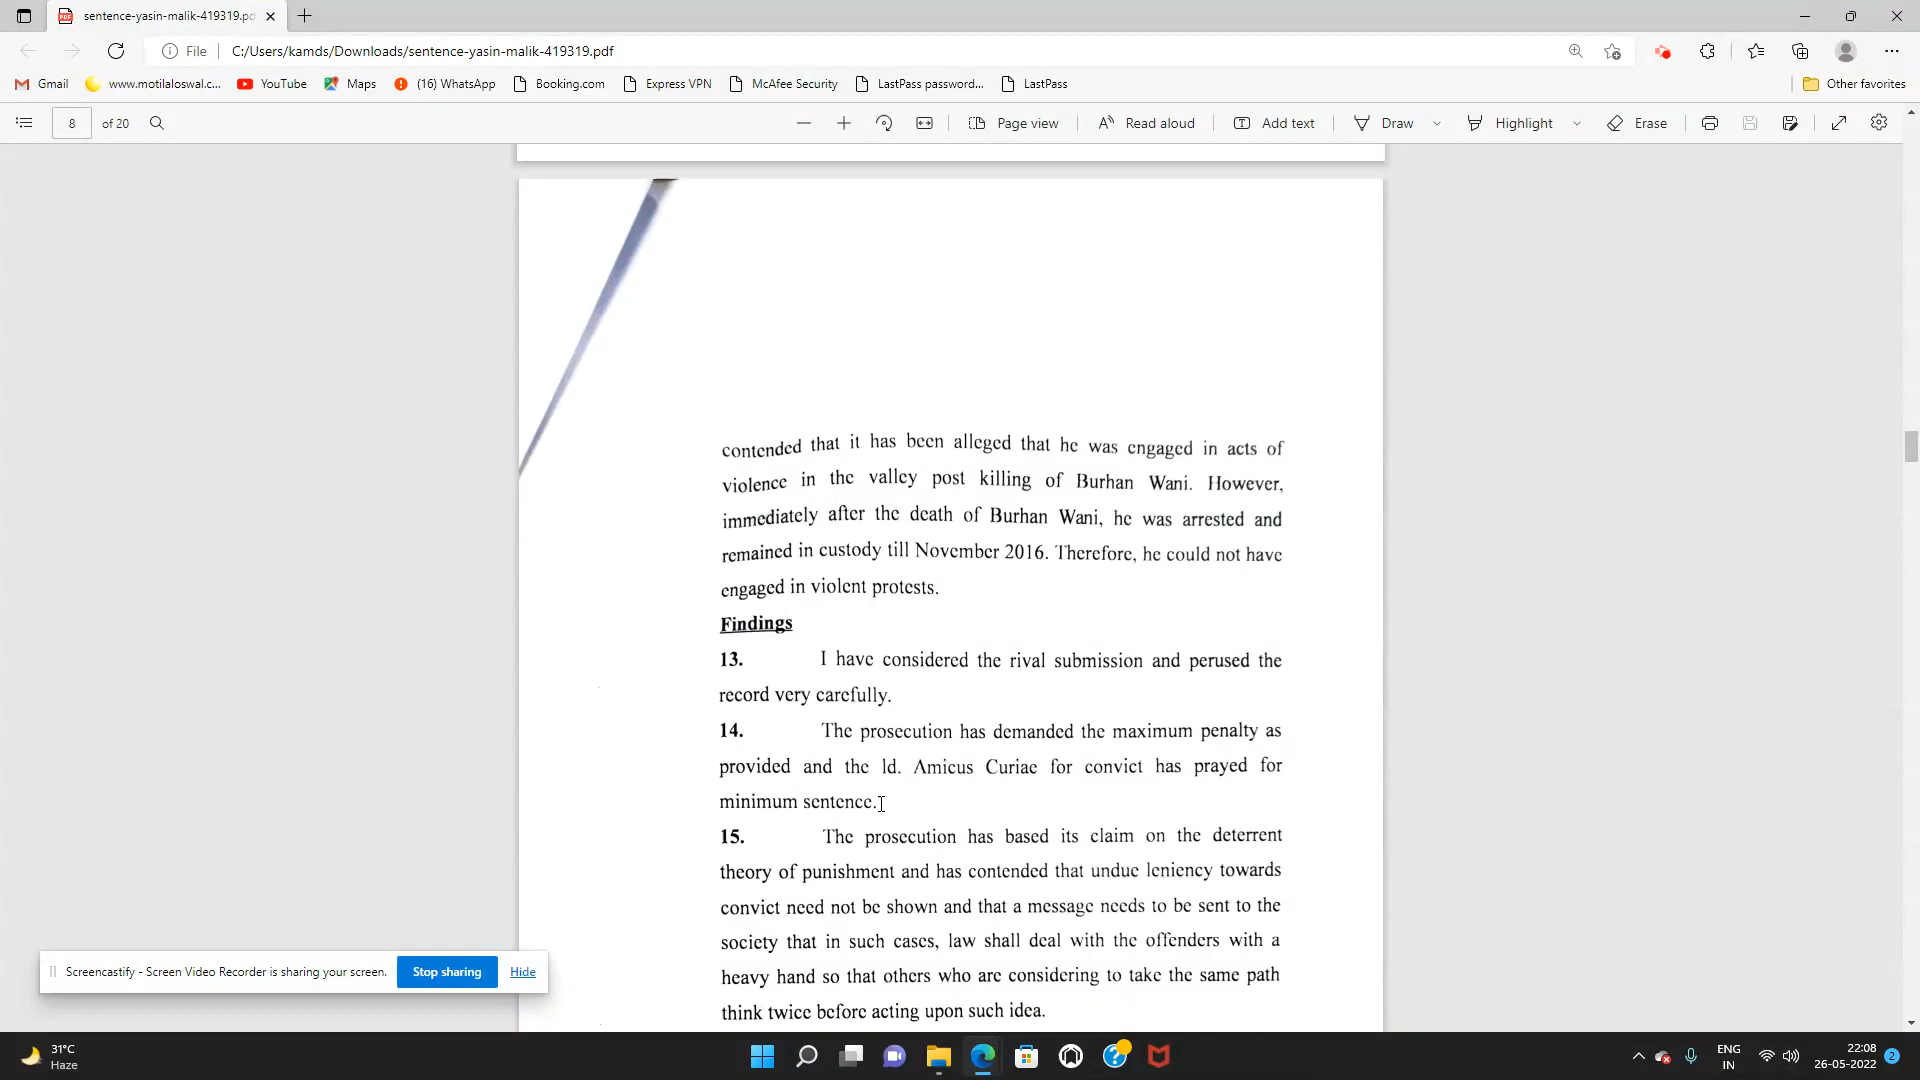 sentence-yasin-malik-419319.pd
File
C:/Users/kamds/Downloads/sentence-yasin-malik-419319.pdf
Gmail
www.motilaloswal.c...
YouTube
Maps
(16) WhatsApp
Booking.com
Express VPN
McAfee Security
LastPass password...
LastPass
Other favorites
8 of 20
Page view
Read aloud
Add text
Draw
Highlight
Erase
contended that it has been alleged that he was engaged in acts of
violence in the valley post killing of Burhan Wani. However,
immediately after the death of Burhan Wani, he was arrested and
remained in custody till November 2016. Therefore, he could not have
engaged in violent protests.
Findings
13. I have considered the rival submission and perused the
record very carefully.
14. The prosecution has demanded the maximum penalty as
provided and the ld. Amicus Curiae for convict has prayed for
minimum sentence.
15. The prosecution has based its claim on the deterrent
theory of punishment and has contended that undue leniency towards
convict need not be shown and that a message needs to be sent to the
society that in such cases, law shall deal with the offenders with a
heavy hand so that others who are considering to take the same path
think twice before acting upon such idea.
Screencastify - Screen Video Recorder is sharing your screen.
Stop sharing
Hide
31°C
Haze
ENG
IN
22:08
26-05-2022
2